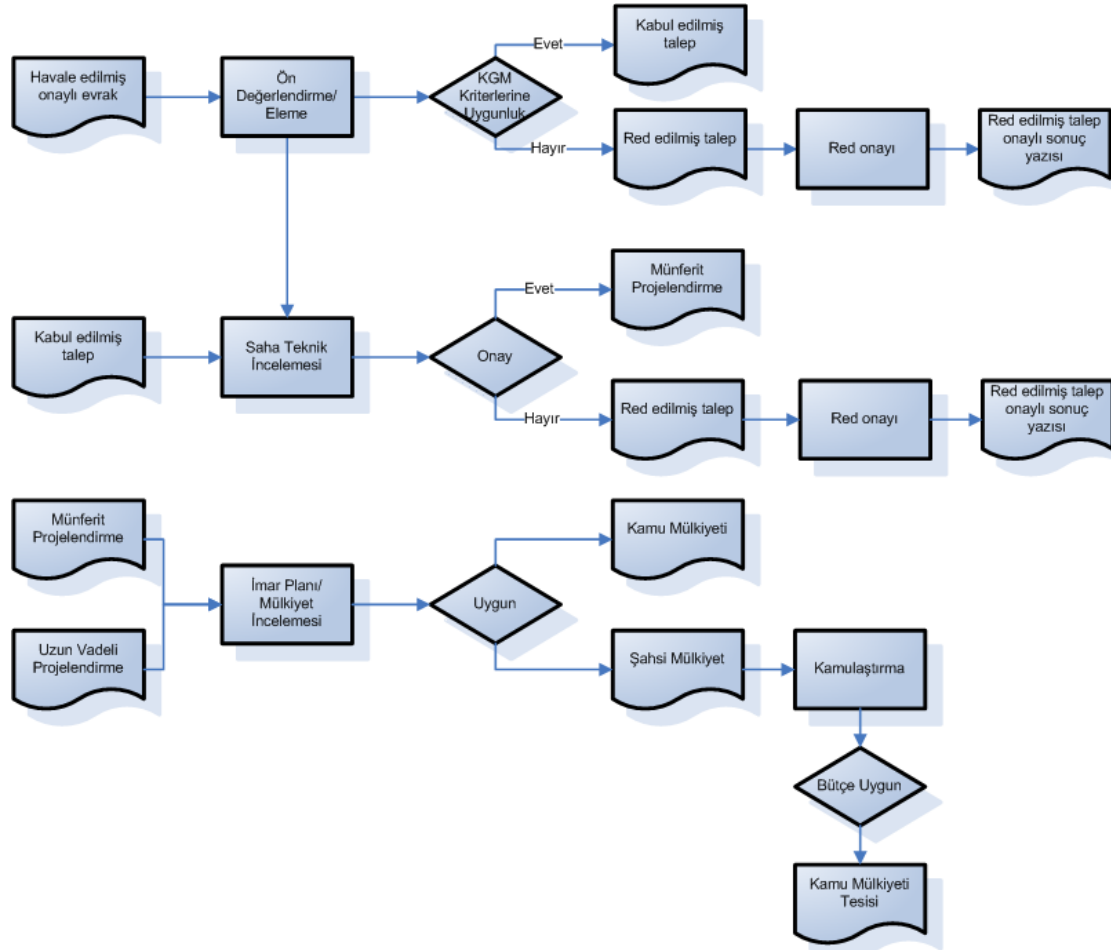 Havale edilmiş
onaylı evrak
Ön
Değerlendirme/
Eleme
KGM
Kriterlerine
Uygunluk
Evet
Kabul edilmiş
talep
Hayır
Red edilmiş talep
Red onayı
Red edilmiş talep
onaylı sonuç
yazısı
Kabul edilmiş
talep
Saha Teknik
İncelemesi
Onay
Evet
Münferit
Projelendirme
Hayır
Red edilmiş talep
Red onayı
Red edilmiş talep
onaylı sonuç
yazısı
Münferit
Projelendirme
Uzun Vadeli
Projelendirme
İmar Planı/
Mülkiyet
İncelemesi
Uygun
Kamu Mülkiyeti
Şahsi Mülkiyet
Kamulaştırma
Bütçe Uygun
Kamu Mülkiyeti
Tesisi